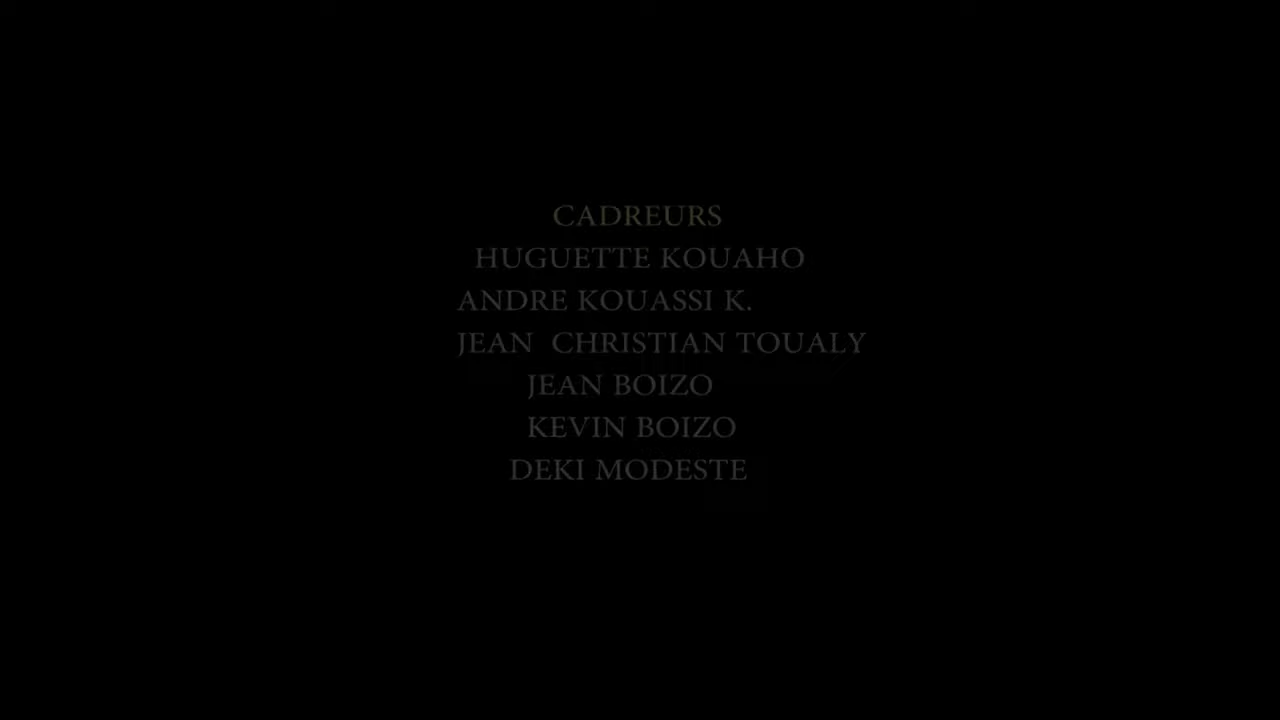 CADREURS
HUGUETTE KOUAHO
ANDRE KOUASSI K.
JEAN CHRISTIAN TOUALY
JEAN BOIZO
KEVIN BOIZO
DEKI MODESTE